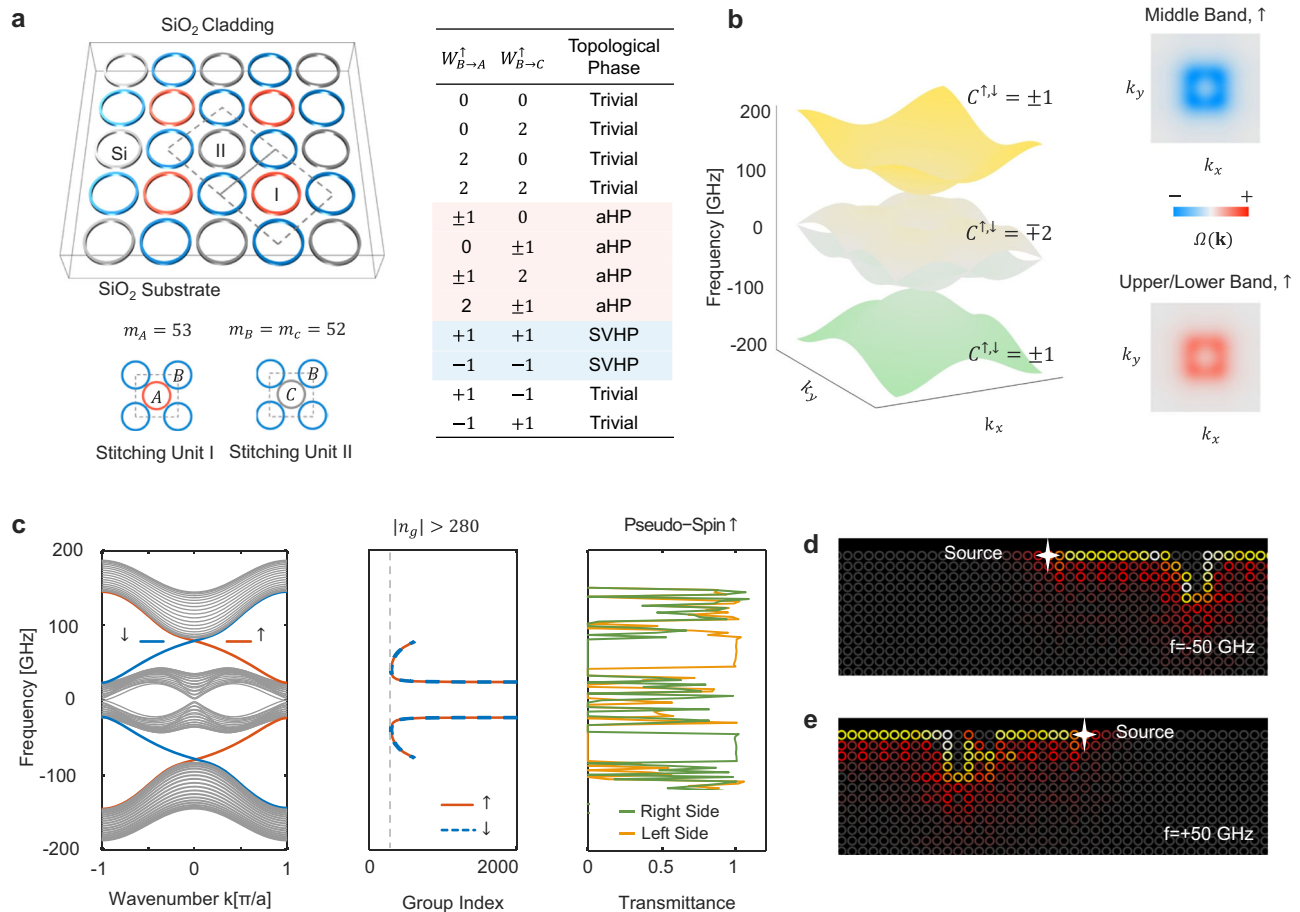 a
SiO₂ Cladding
Si
II
I
SiO₂ Substrate
m_A = 53
m_B = m_c = 52
B
A
B
C
Stitching Unit I
Stitching Unit II
W↑_{B→A} W↑_{B→C} Topological Phase
0 0 Trivial
0 2 Trivial
2 0 Trivial
2 2 Trivial
±1 0 aHP
0 ±1 aHP
±1 2 aHP
2 ±1 aHP
+1 +1 SVHP
−1 −1 SVHP
+1 −1 Trivial
−1 +1 Trivial
b
Frequency [GHz]
200
100
0
-100
-200
k_y
k_x
C^{↑,↓} = ±1
C^{↑,↓} = ∓2
C^{↑,↓} = ±1
Middle Band, ↑
k_y
k_x
− +
Ω(k)
Upper/Lower Band, ↑
k_y
k_x
c
Frequency [GHz]
200
100
0
-100
-200
↓ ↑
-1 0 1
Wavenumber k[π/a]
|n_g| > 280
↑
↓
0 2000
Group Index
Pseudo−Spin ↑
Right Side
Left Side
0 0.5 1
Transmittance
d
Source
f=-50 GHz
e
Source
f=+50 GHz